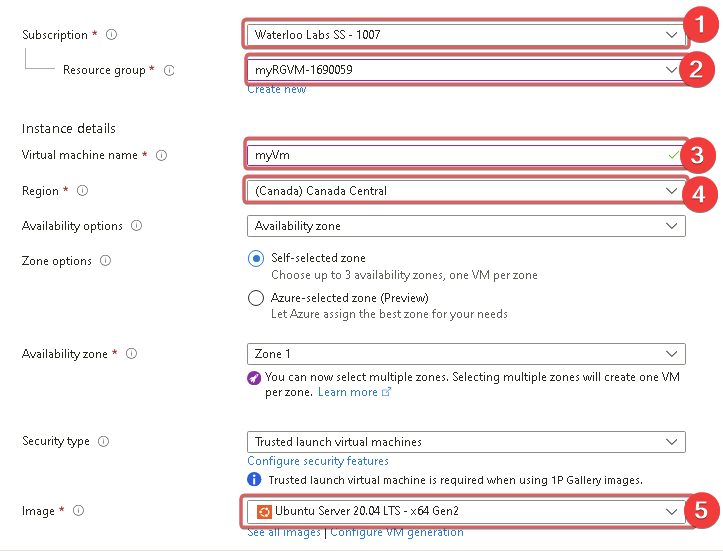 Subscription * Waterloo Labs SS - 1007 1
Resource group * myRGVM-1690059 2
Create new
Instance details
Virtual machine name * myVm 3
Region * (Canada) Canada Central 4
Availability options Availability zone
Zone options Self-selected zone
Choose up to 3 availability zones, one VM per zone
Azure-selected zone (Preview)
Let Azure assign the best zone for your needs
Availability zone * Zone 1
You can now select multiple zones. Selecting multiple zones will create one VM
per zone. Learn more
Security type Trusted launch virtual machines
Configure security features
Trusted launch virtual machine is required when using 1P Gallery images.
Image * Ubuntu Server 20.04 LTS - x64 Gen2 5
See all images | Configure VM generation